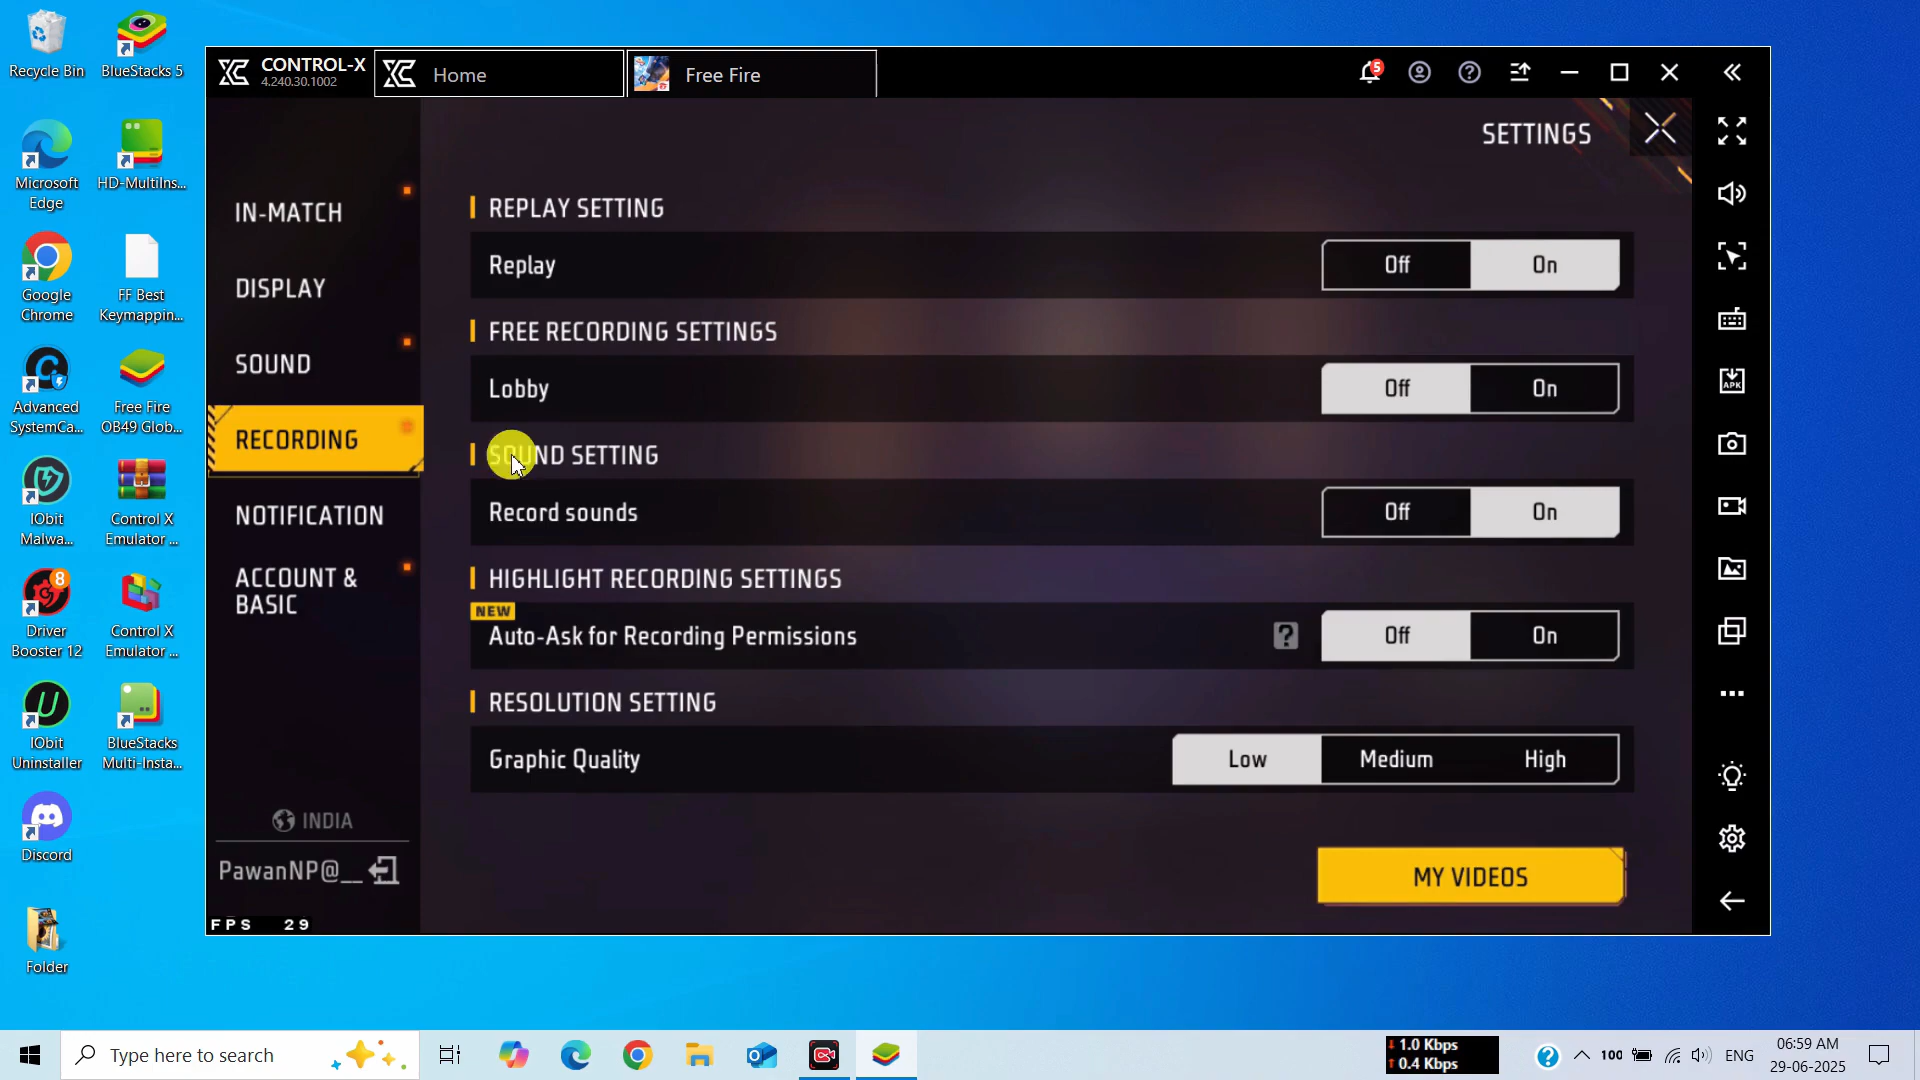 Recycle Bin
BlueStacks 5
Microsoft
Edge
HD-MultiIns...
Google
Chrome
FF Best
Keymappin...
Advanced
SystemCa...
Free Fire
OB49 Glob...
IObit
Malwa...
Control X
Emulator ...
8
Driver
Booster 12
Control X
Emulator ...
IObit
Uninstaller
BlueStacks
Multi-Insta...
Discord
Folder
CONTROL-X
4.240.30.1002
Home
Free Fire
5
SETTINGS
IN-MATCH
DISPLAY
SOUND
RECORDING
NOTIFICATION
ACCOUNT &
BASIC
INDIA
PawanNP@__
FPS 29
REPLAY SETTING
Replay Off On
FREE RECORDING SETTINGS
Lobby Off On
SOUND SETTING
Record sounds Off On
HIGHLIGHT RECORDING SETTINGS
NEW
Auto-Ask for Recording Permissions ? Off On
RESOLUTION SETTING
Graphic Quality Low Medium High
MY VIDEOS
APK
Type here to search
1.0 Kbps
0.4 Kbps
100
ENG
06:59 AM
29-06-2025